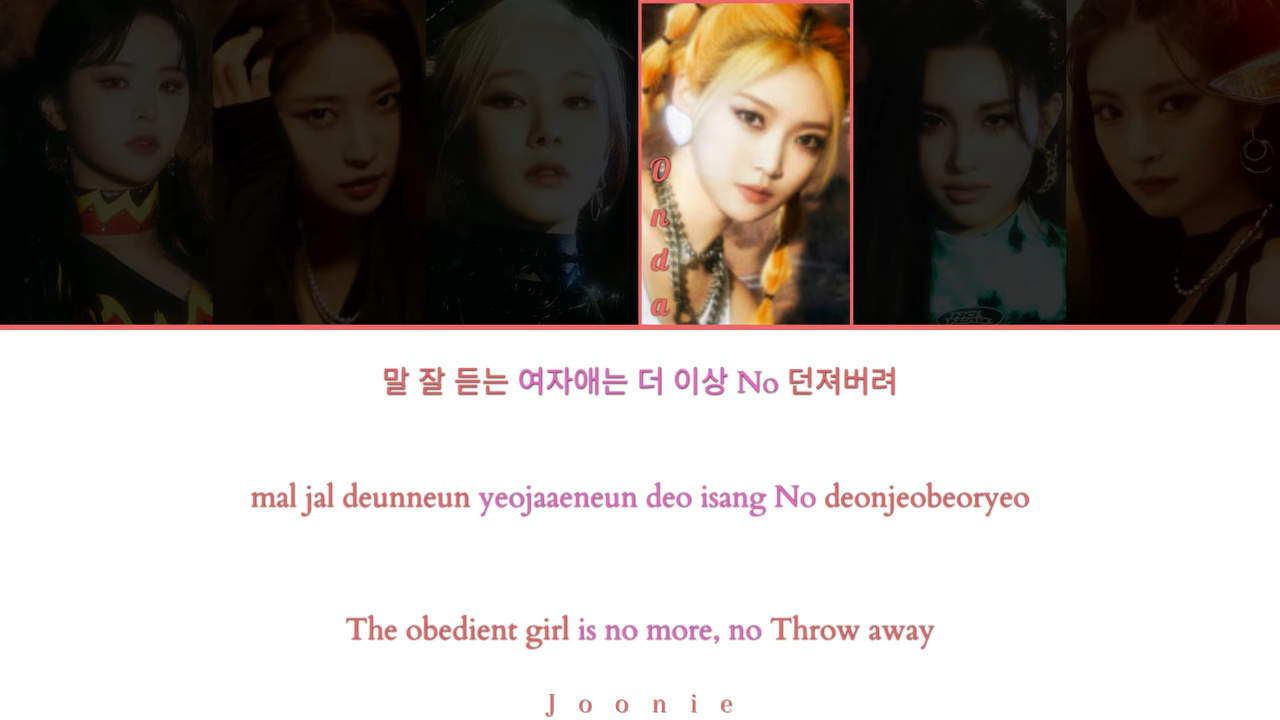 Onda
말 잘 듣는 여자애는 더 이상 No 던져버려
mal jal deunneun yeojaaeneun deo isang No deonjeobeoryeo
The obedient girl is no more, no Throw away
Joonie